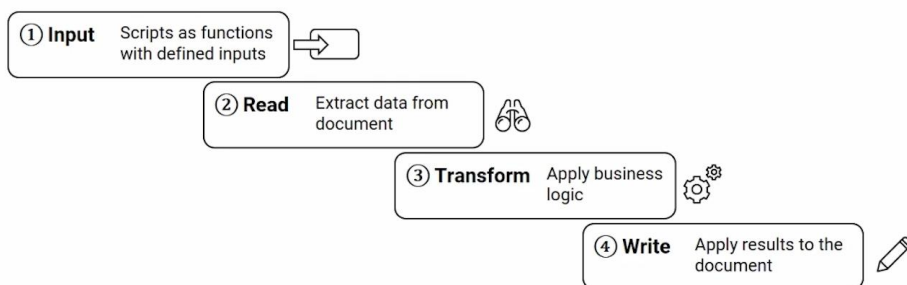 ① Input Scripts as functions
with defined inputs
② Read Extract data from
document
③ Transform Apply business
logic
④ Write Apply results to the
document